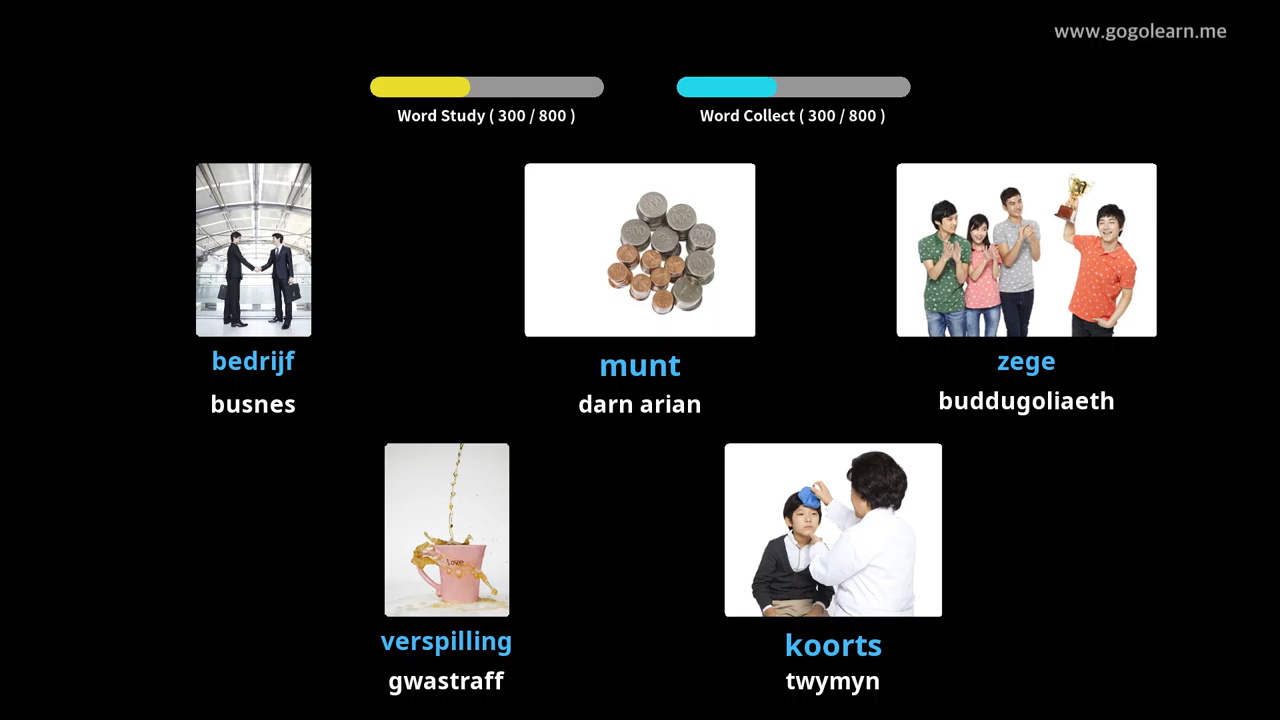 www.gogolearn.me
Word Study ( 300 / 800 )
Word Collect ( 300 / 800 )
bedrijf
busnes
munt
darn arian
zege
buddugoliaeth
love
verspilling
gwastraff
koorts
twymyn